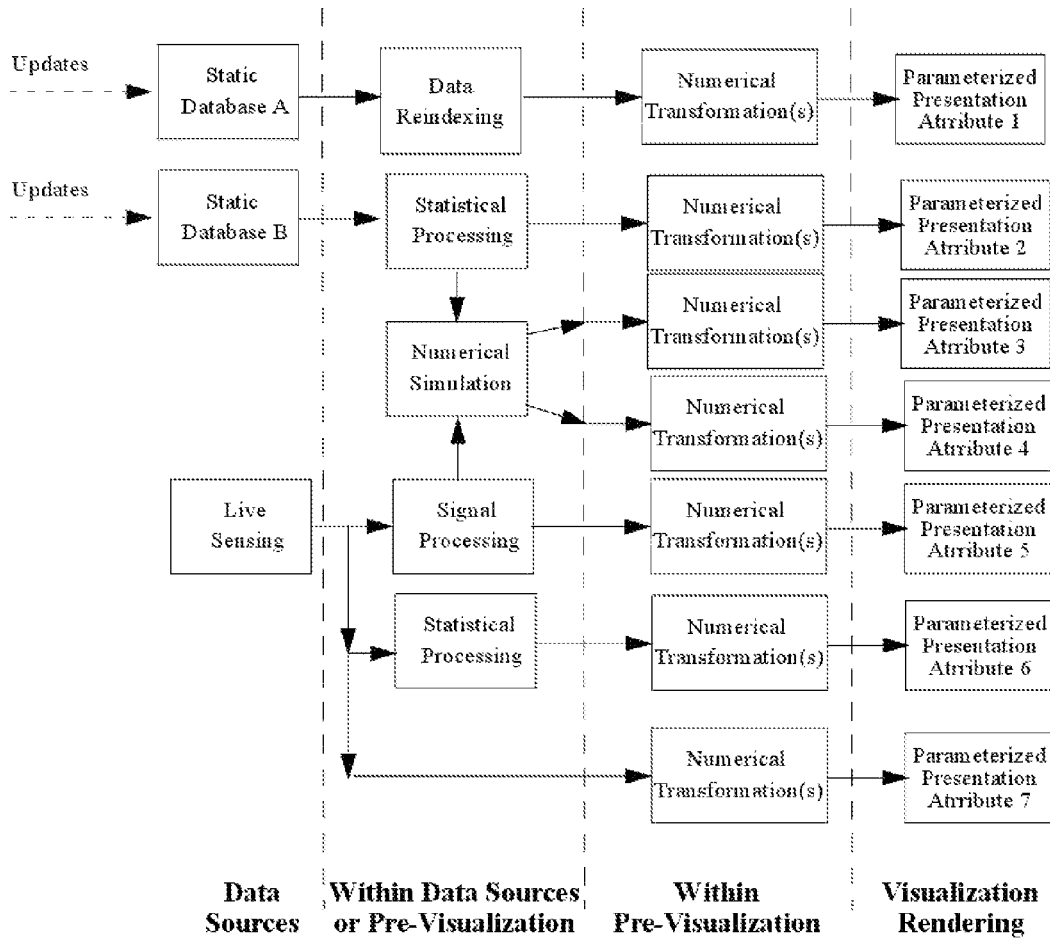 Updates
Static
Database A
Data
Reindexing
Numerical
Transformation(s)
Parameterized
Presentation
Atrribute 1
Updates
Static
Database B
Statistical
Processing
Numerical
Transformation(s)
Parameterized
Presentation
Atrribute 2
Numerical
Simulation
Numerical
Transformation(s)
Parameterized
Presentation
Atrribute 3
Numerical
Transformation(s)
Parameterized
Presentation
Atrribute 4
Live
Sensing
Signal
Processing
Numerical
Transformation(s)
Parameterized
Presentation
Atrribute 5
Statistical
Processing
Numerical
Transformation(s)
Parameterized
Presentation
Atrribute 6
Numerical
Transformation(s)
Parameterized
Presentation
Atrribute 7
Data
Sources
Within Data Sources
or Pre-Visualization
Within
Pre-Visualization
Visualization
Rendering